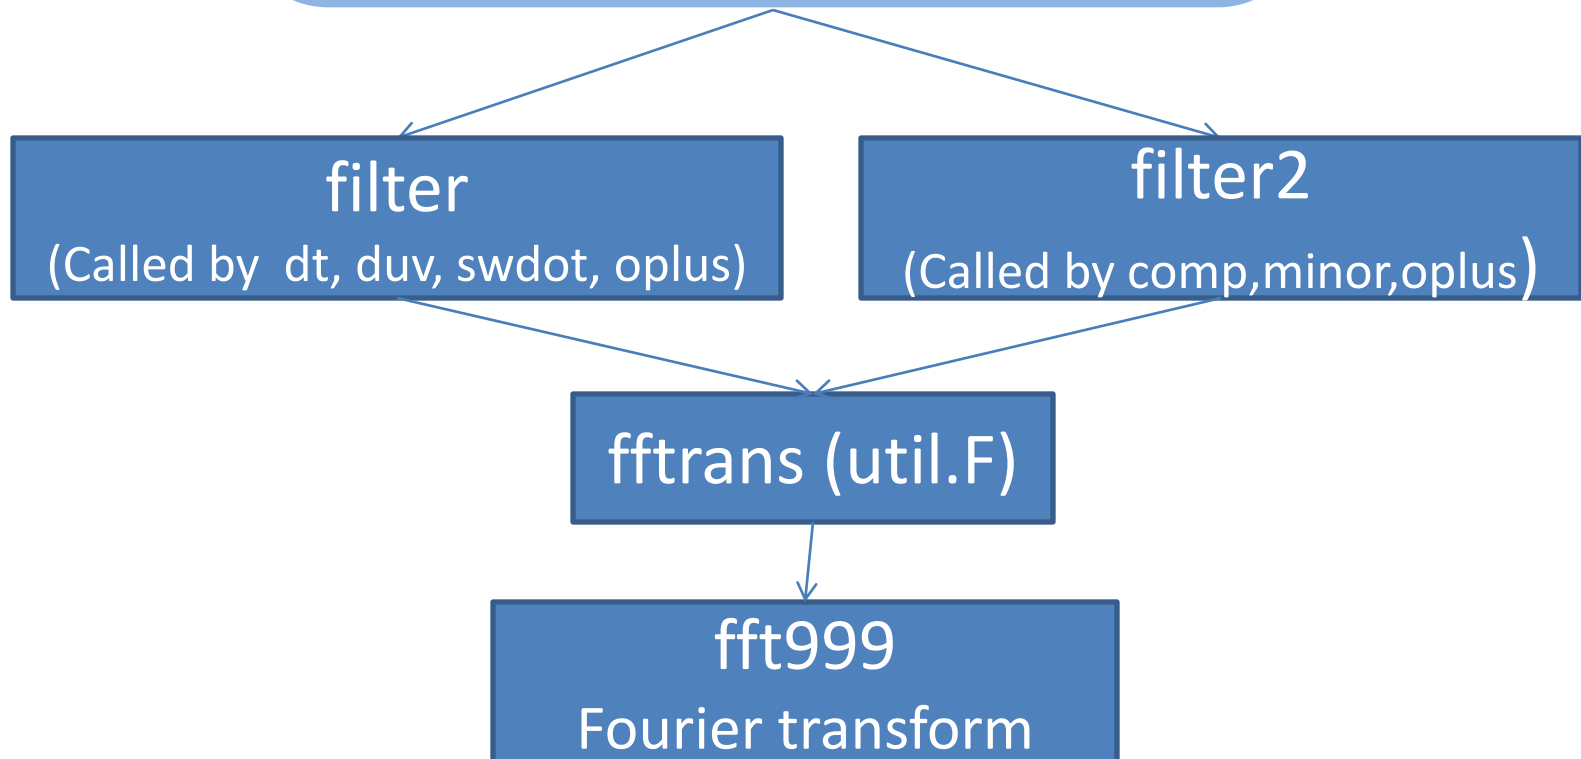 filter
(Called by  dt, duv, swdot, oplus)
filter2
(Called by comp,minor,oplus)
fftrans (util.F)
fft999
Fourier transform